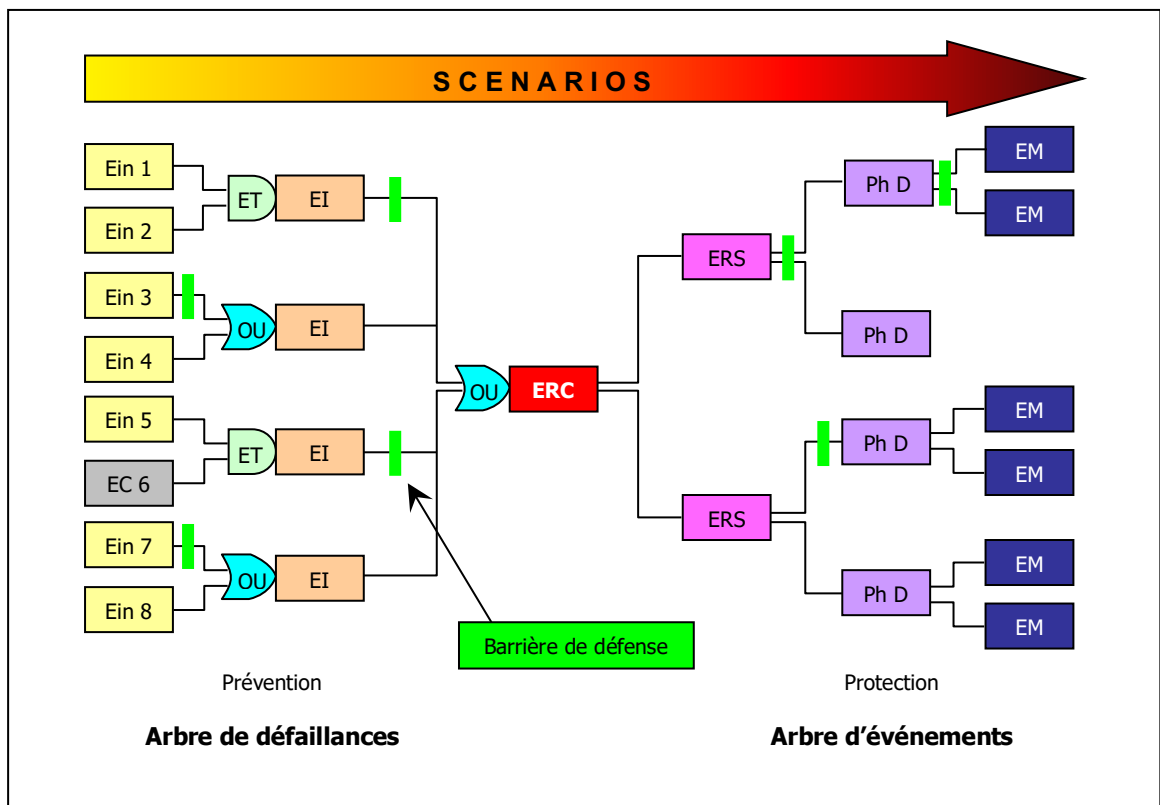 SCENARIOS
Ein 1
Ein 2
ET
EI
Ein 3
Ein 4
OU
EI
Ein 5
EC 6
ET
EI
Ein 7
Ein 8
OU
EI
OU
ERC
ERS
Ph D
EM
EM
Ph D
ERS
Ph D
EM
EM
Ph D
EM
EM
Barrière de défense
Prévention
Protection
Arbre de défaillances
Arbre d’événements